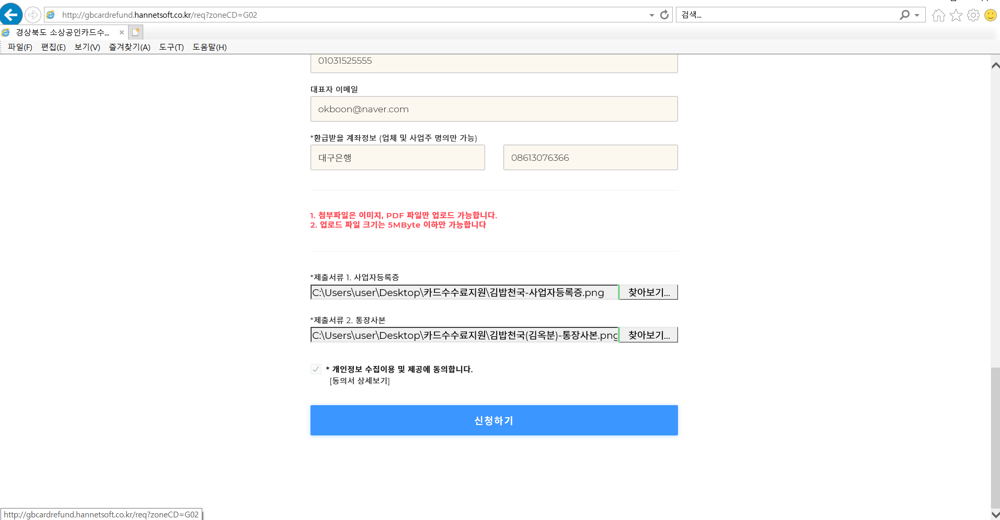 http://gbcardrefund.hannetsoft.co.kr/req?zoneCD=G02
검색...
경상북도 소상공인카드수...
파일(F) 편집(E) 보기(V) 즐겨찾기(A) 도구(T) 도움말(H)
01031525555
대표자 이메일
okboon@naver.com
*환급받을 계좌정보 (업체 및 사업주 명의만 가능)
대구은행 08613076366
1. 첨부파일은 이미지, PDF 파일만 업로드 가능합니다.
2. 업로드 파일 크기는 5MByte 이하만 가능합니다
*제출서류 1. 사업자등록증
C:\Users\user\Desktop\카드수수료지원\김밥천국-사업자등록증.png 찾아보기...
*제출서류 2. 통장사본
C:\Users\user\Desktop\카드수수료지원\김밥천국(김옥분)-통장사본.png 찾아보기...
* 개인정보 수집이용 및 제공에 동의합니다.
[동의서 상세보기]
신청하기
http://gbcardrefund.hannetsoft.co.kr/req?zoneCD=G02